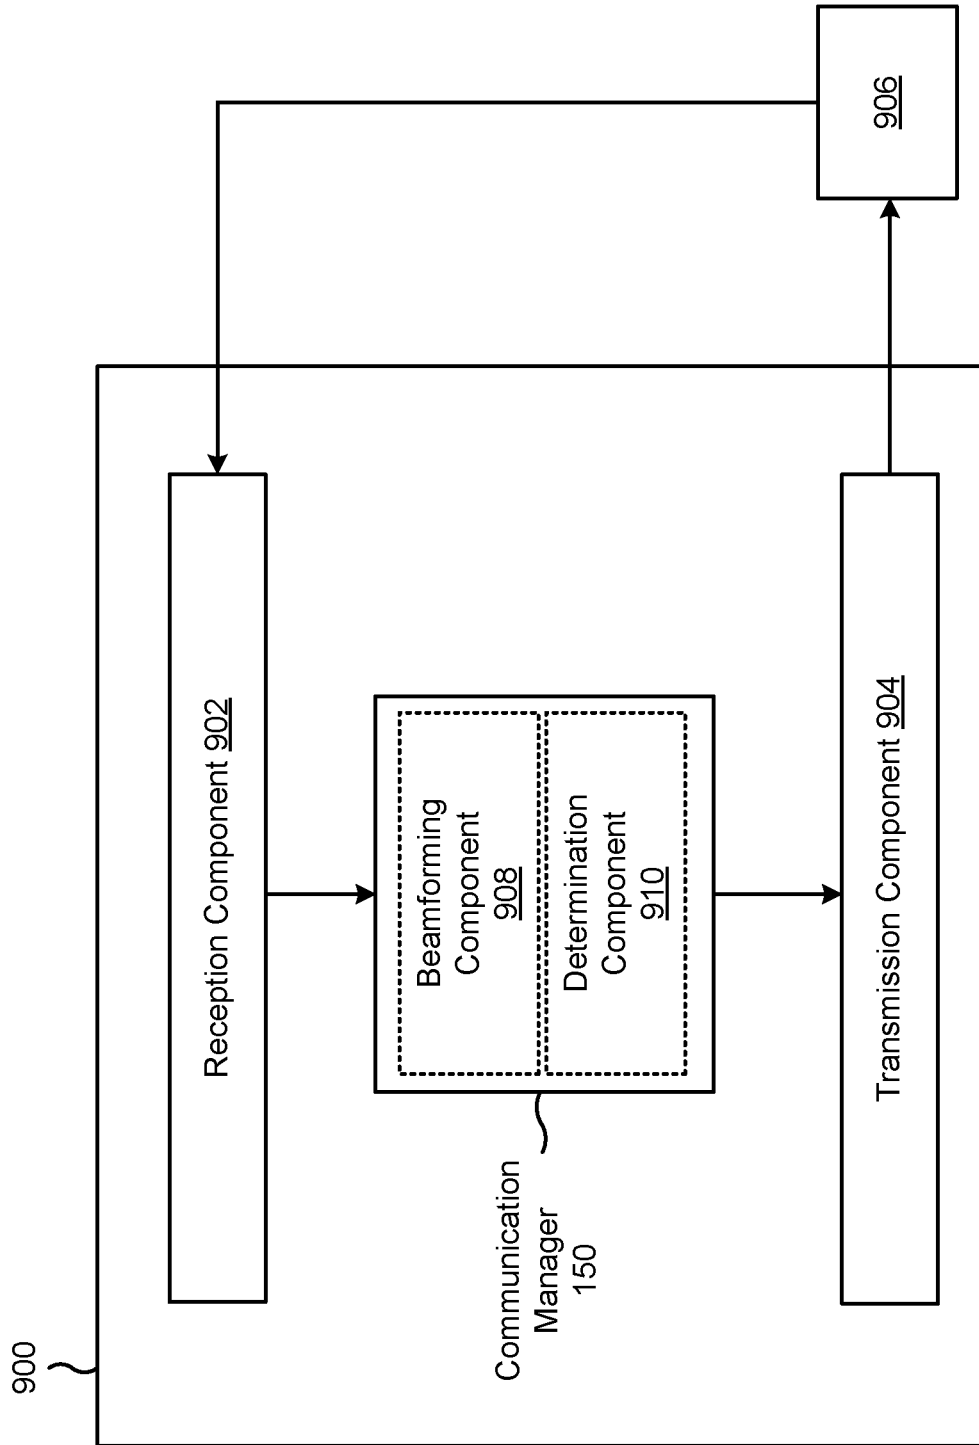 900
Reception Component 902
Communication
Manager
150
Beamforming
Component
908
Determination
Component
910
Transmission Component 904
906